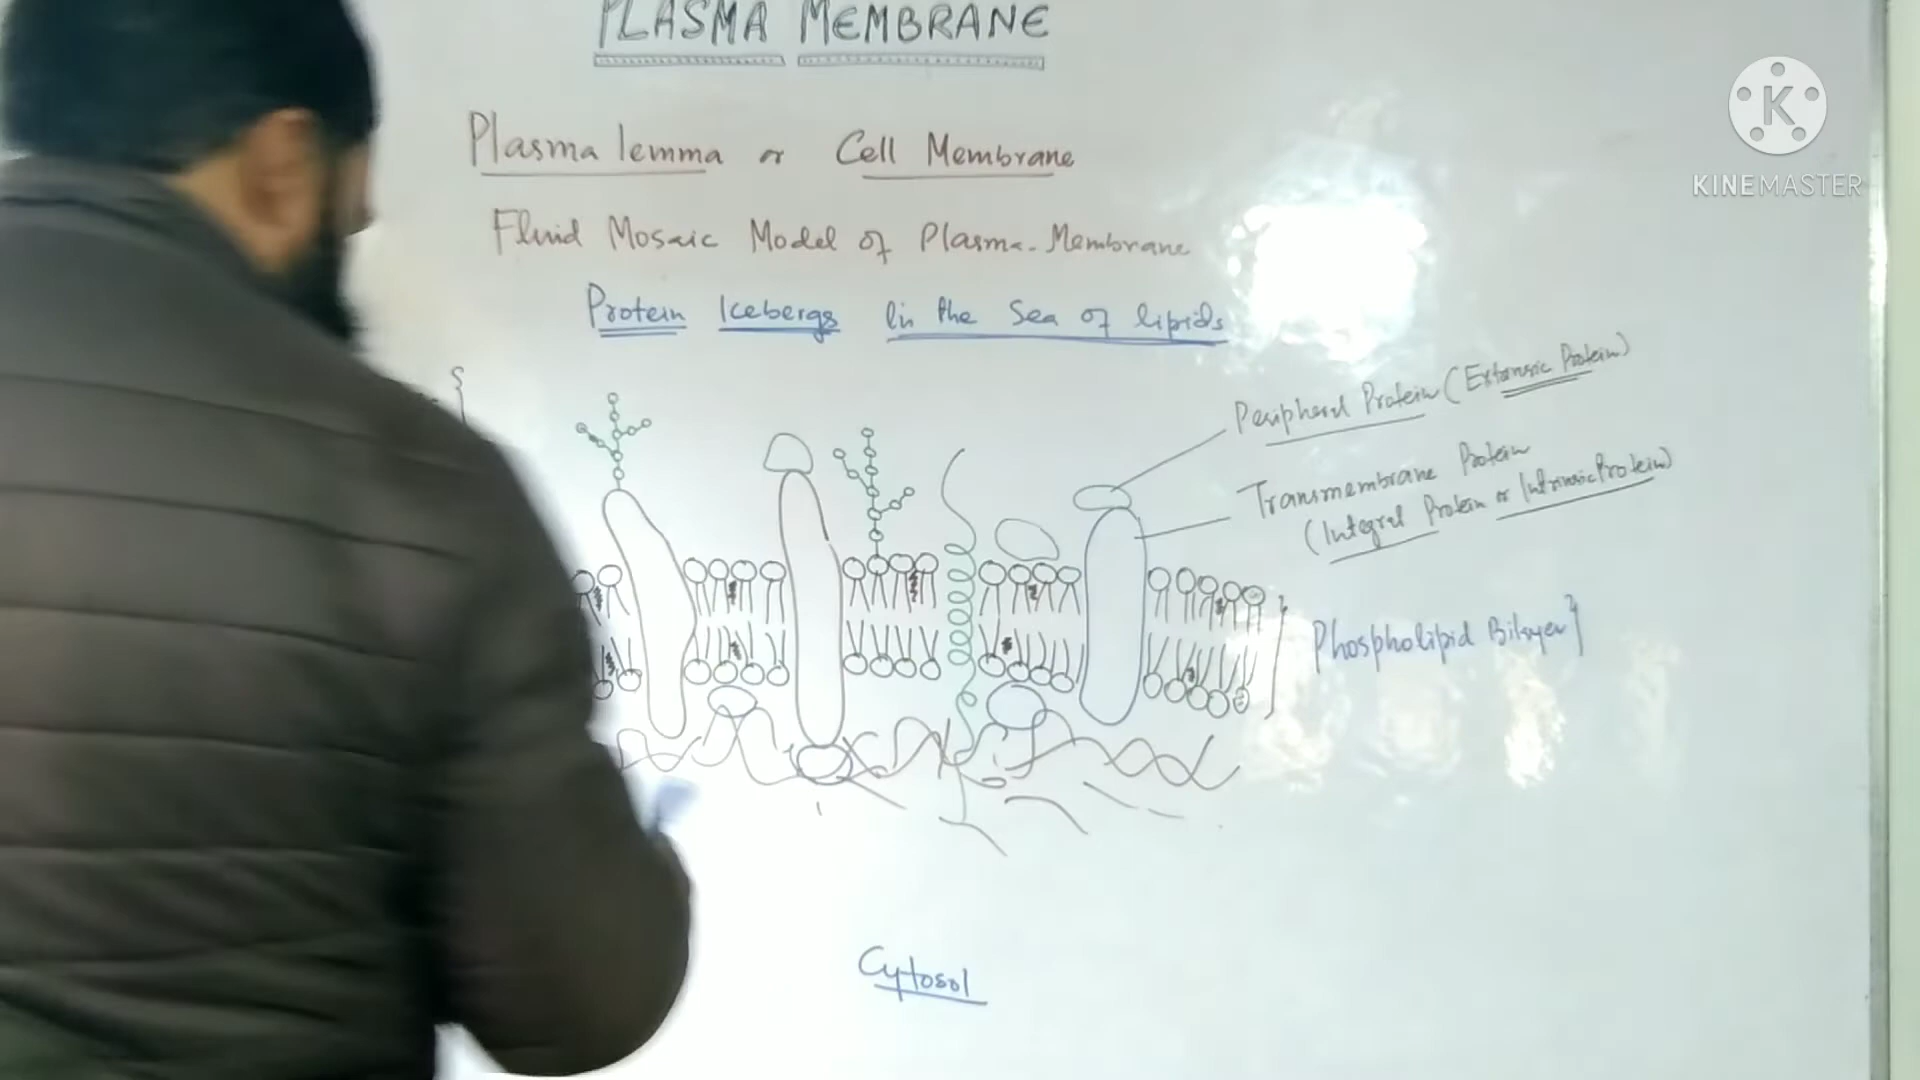 PLASMA MEMBRANE
K
KINEMASTER
Plasma lemma or Cell Membrane
Fluid Mosaic Model of Plasma-Membrane
Protein Icebergs in the Sea of lipids
Peripheral Protein (Extansic Protein)
Transmembrane Protein
(Integral Protein or Intrinsic Protein)
Phospholipid Bilayer
Cytosol